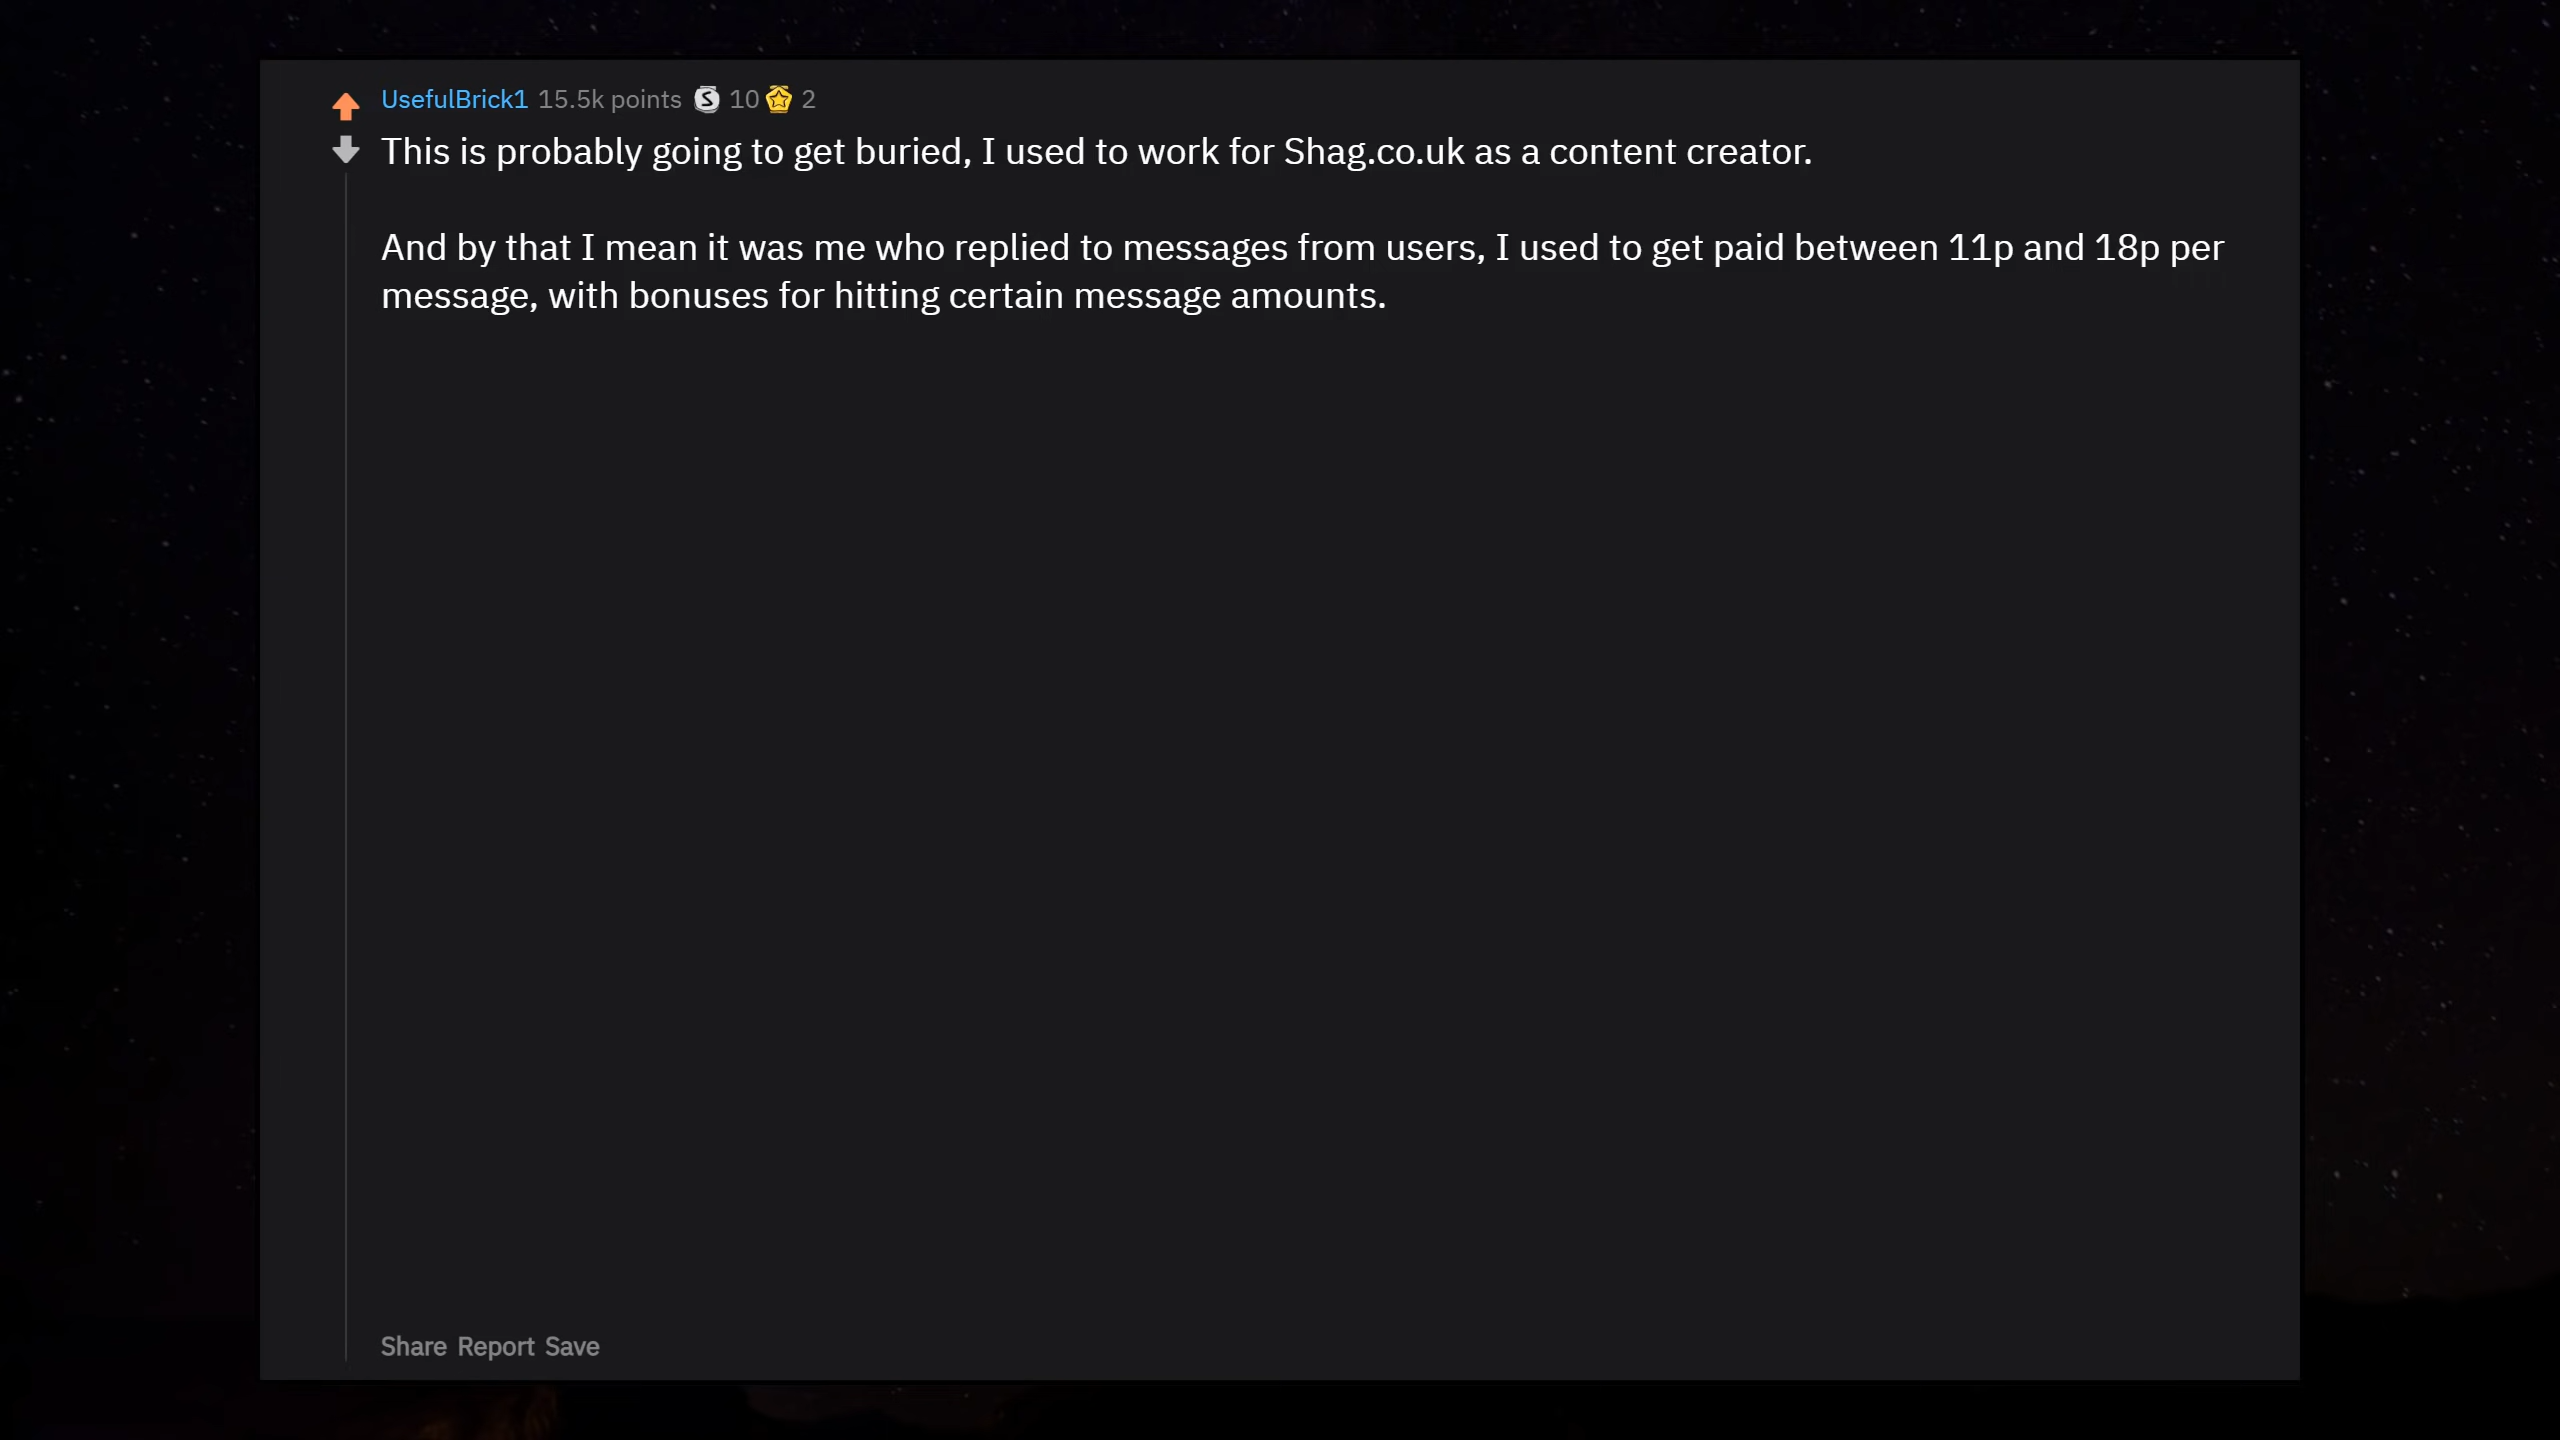 UsefulBrick1 15.5k points S 10 2
This is probably going to get buried, I used to work for Shag.co.uk as a content creator.
And by that I mean it was me who replied to messages from users, I used to get paid between 11p and 18p per
message, with bonuses for hitting certain message amounts.
Share Report Save